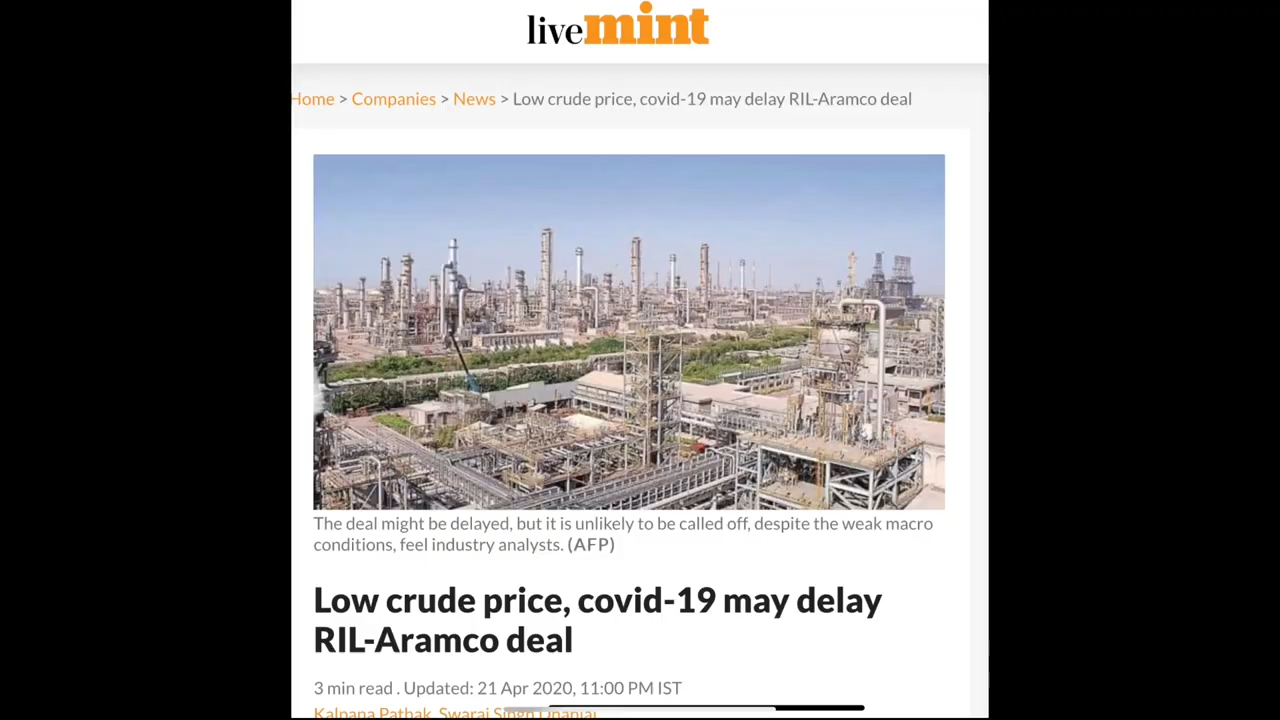 livemint
Home > Companies > News > Low crude price, covid-19 may delay RIL-Aramco deal
The deal might be delayed, but it is unlikely to be called off, despite the weak macro
conditions, feel industry analysts. (AFP)
Low crude price, covid-19 may delay
RIL-Aramco deal
3 min read . Updated: 21 Apr 2020, 11:00 PM IST
Kalpana Pathak, Swaraj Singh Dhanjal